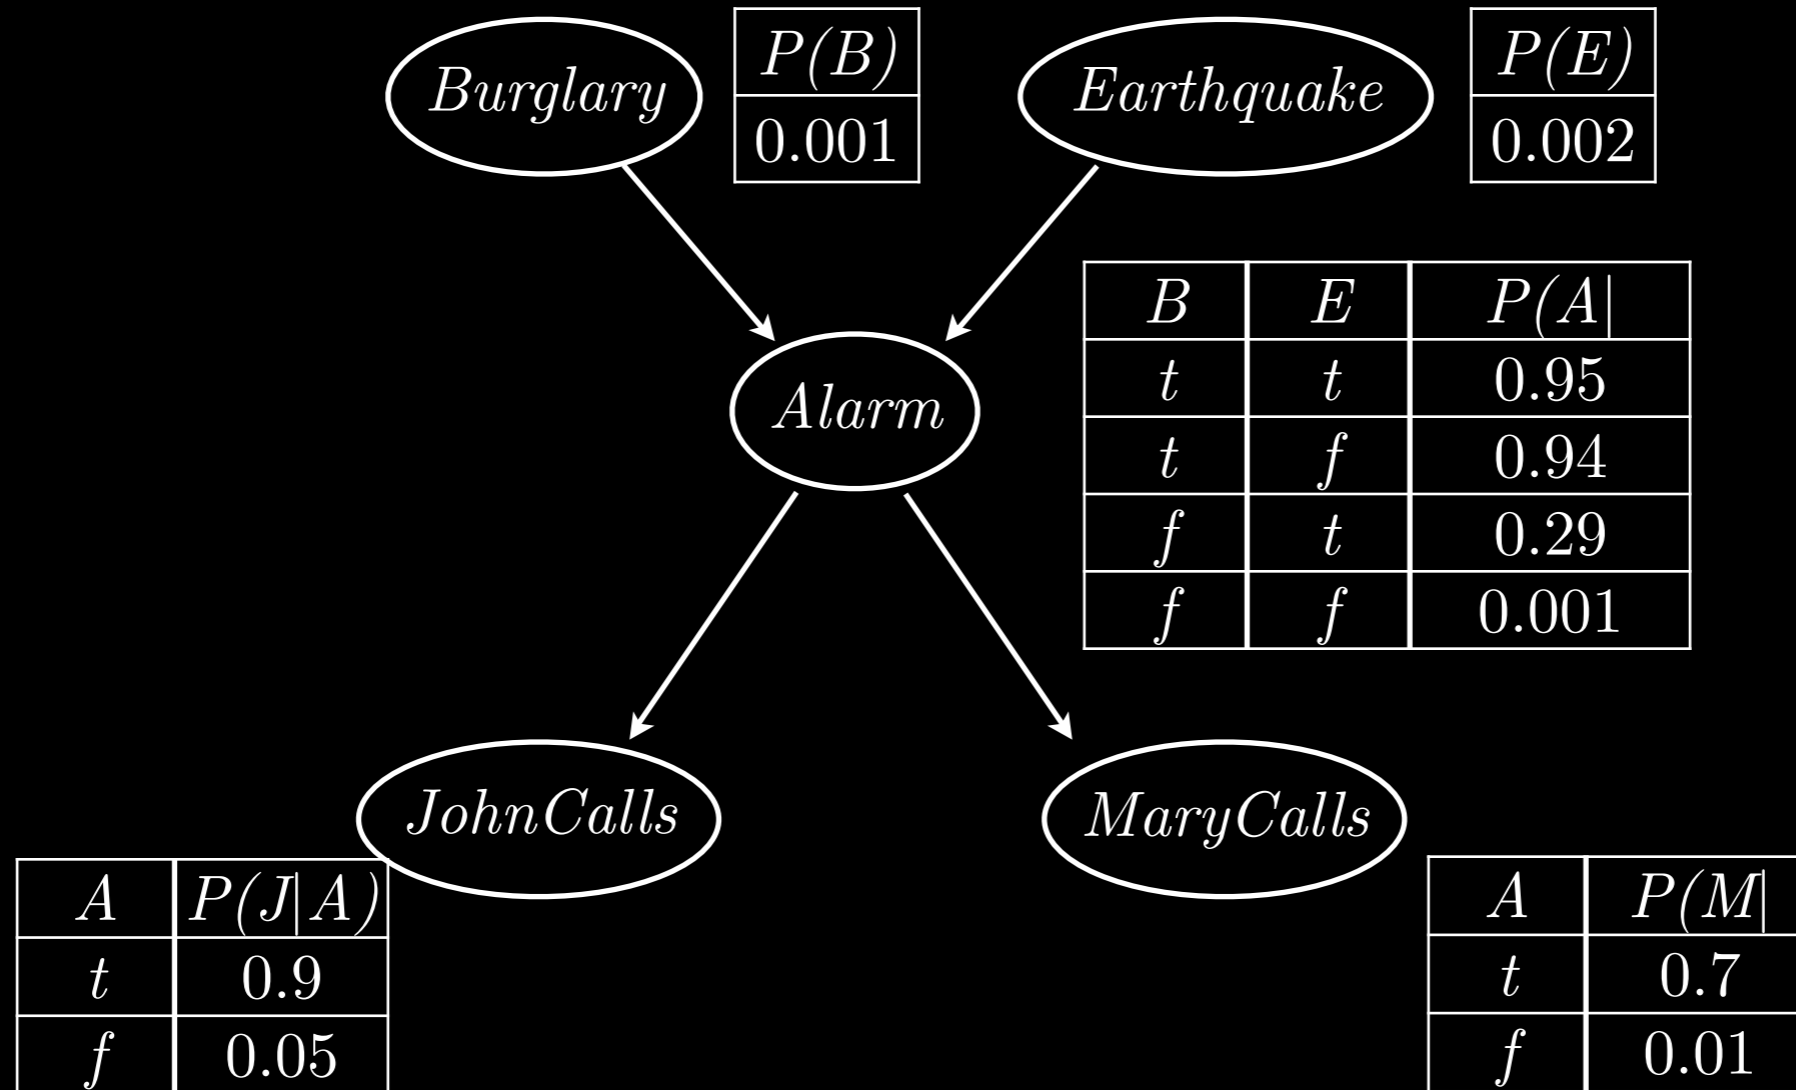 Burglary
P(B)
0.001
Earthquake
P(E)
0.002
Alarm
B E P(A|
t t 0.95
t f 0.94
f t 0.29
f f 0.001
JohnCalls
A P(J|A)
t 0.9
f 0.05
MaryCalls
A P(M|
t 0.7
f 0.01